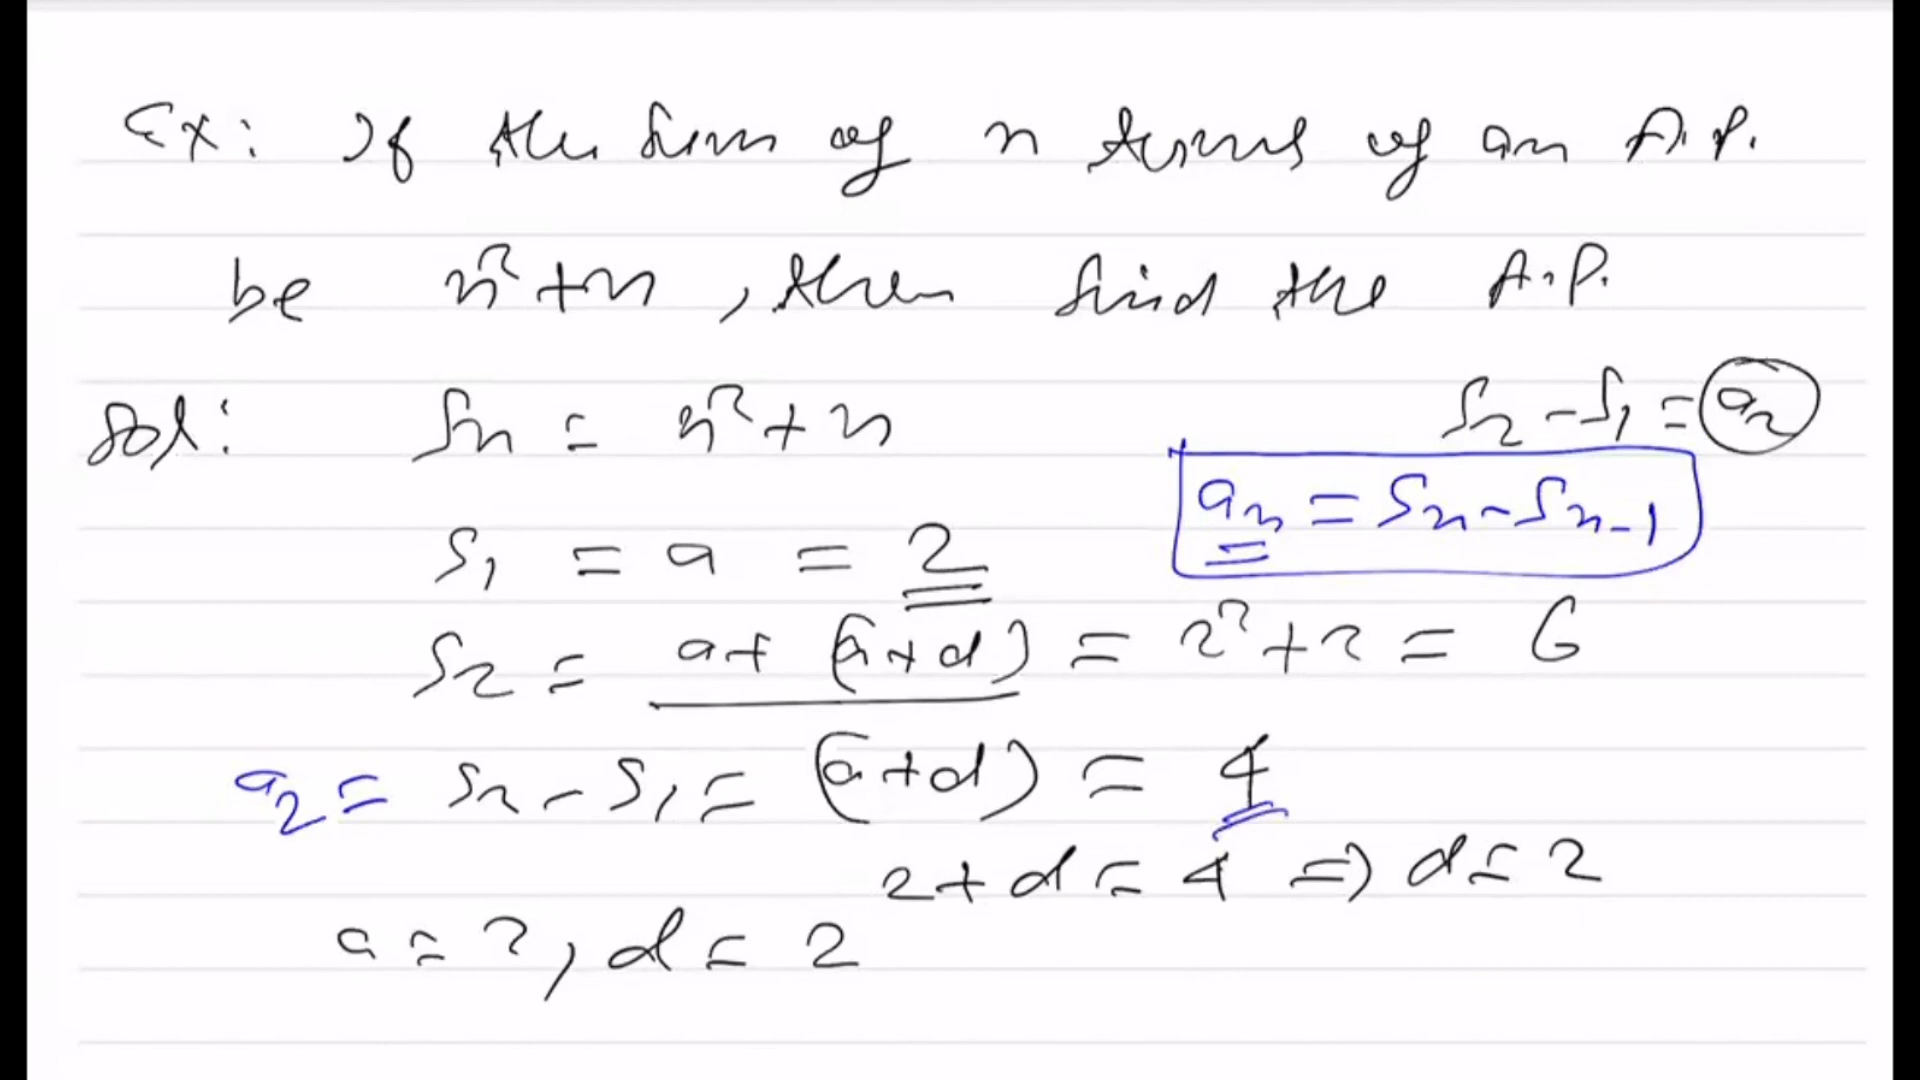 Ex: If the sum of n terms of an A.P.
be n²+n, then find the A.P.
Sol: Sn = n²+n
S2 - S1 = a2
an = Sn - Sn-1
S1 = a = 2
S2 = a+ (a+d) = 2²+2 = 6
a2 = S2 - S1 = (a+d) = 4
2+d = 4 => d = 2
a = 2, d = 2